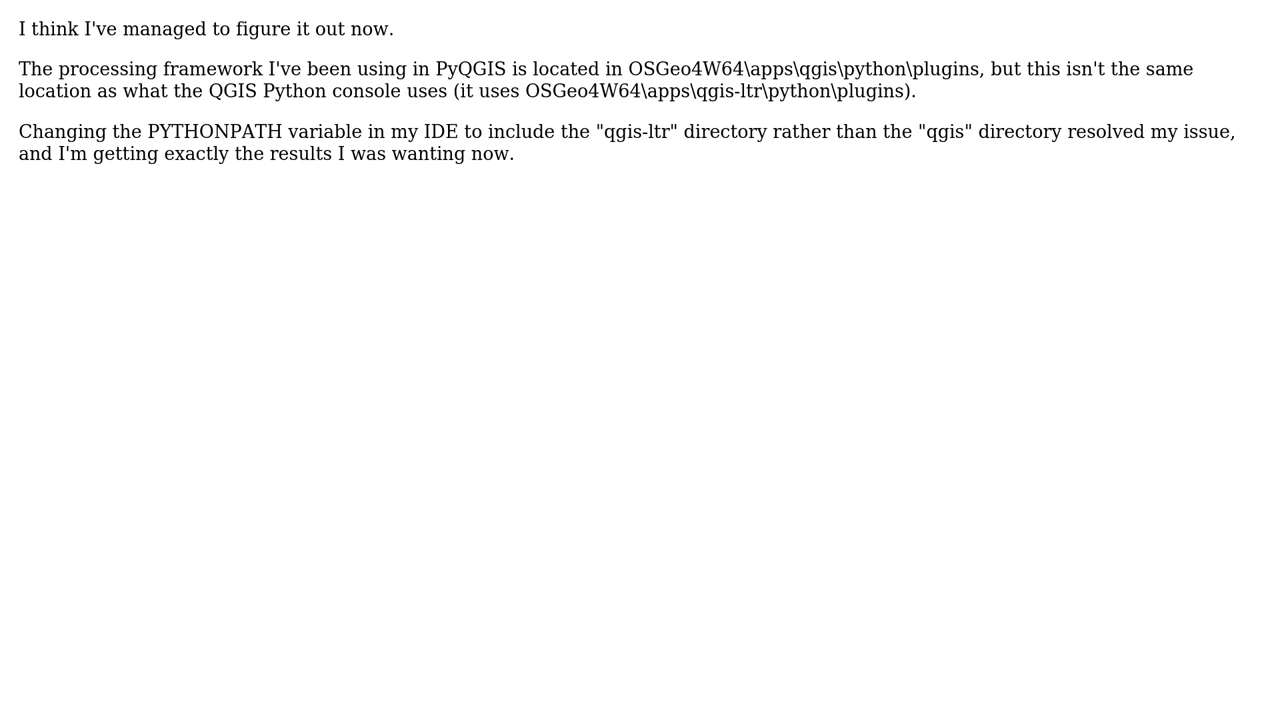 I think I've managed to figure it out now.
The processing framework I've been using in PyQGIS is located in OSGeo4W64\apps\qgis\python\plugins, but this isn't the same
location as what the QGIS Python console uses (it uses OSGeo4W64\apps\qgis-ltr\python\plugins).
Changing the PYTHONPATH variable in my IDE to include the "qgis-ltr" directory rather than the "qgis" directory resolved my issue,
and I'm getting exactly the results I was wanting now.